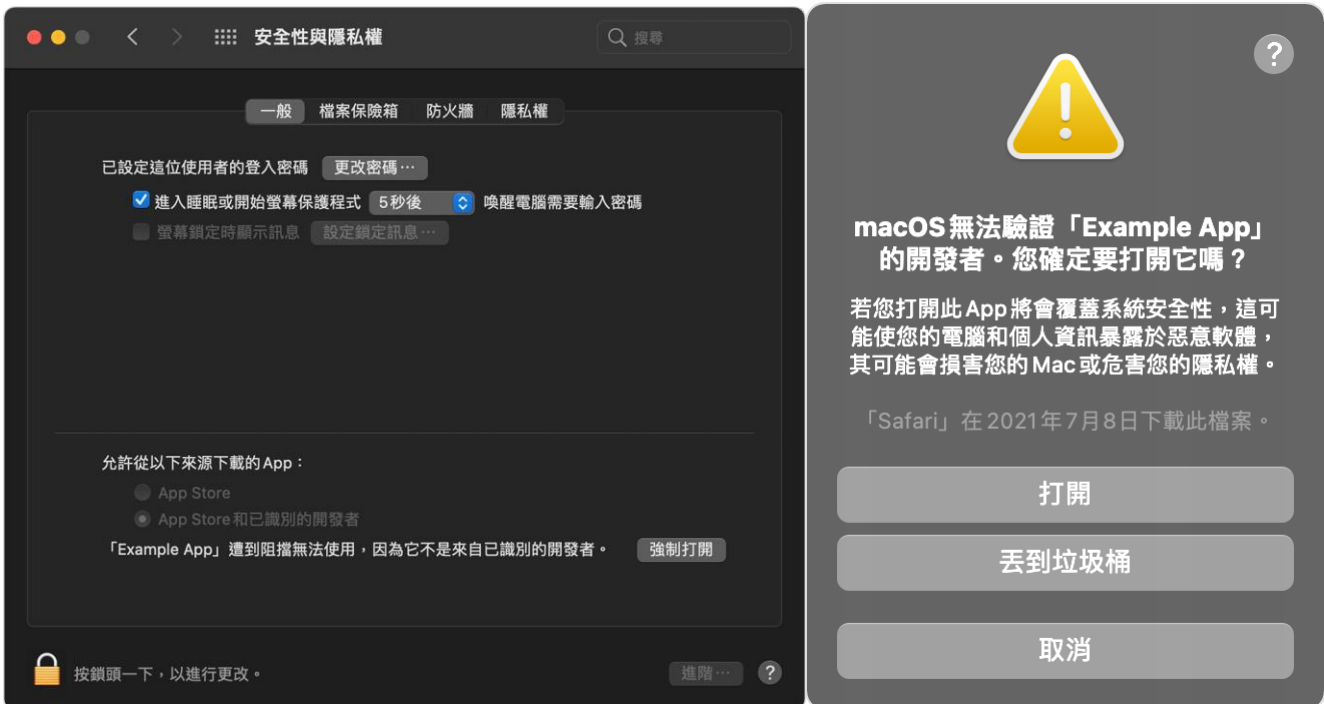 安全性與隱私權
搜尋
一般 檔案保險箱 防火牆 隱私權
已設定這位使用者的登入密碼 更改密碼⋯
進入睡眠或開始螢幕保護程式 5秒後 喚醒電腦需要輸入密碼
螢幕鎖定時顯示訊息 設定鎖定訊息⋯
允許從以下來源下載的App：
App Store
App Store和已識別的開發者
「Example App」遭到阻擋無法使用，因為它不是來自已識別的開發者。 強制打開
按鎖頭一下，以進行更改。 進階⋯ ?
?
macOS無法驗證「Example App」
的開發者。您確定要打開它嗎？
若您打開此App將會覆蓋系統安全性，這可
能使您的電腦和個人資訊暴露於惡意軟體，
其可能會損害您的Mac或危害您的隱私權。
「Safari」在2021年7月8日下載此檔案。
打開
丟到垃圾桶
取消